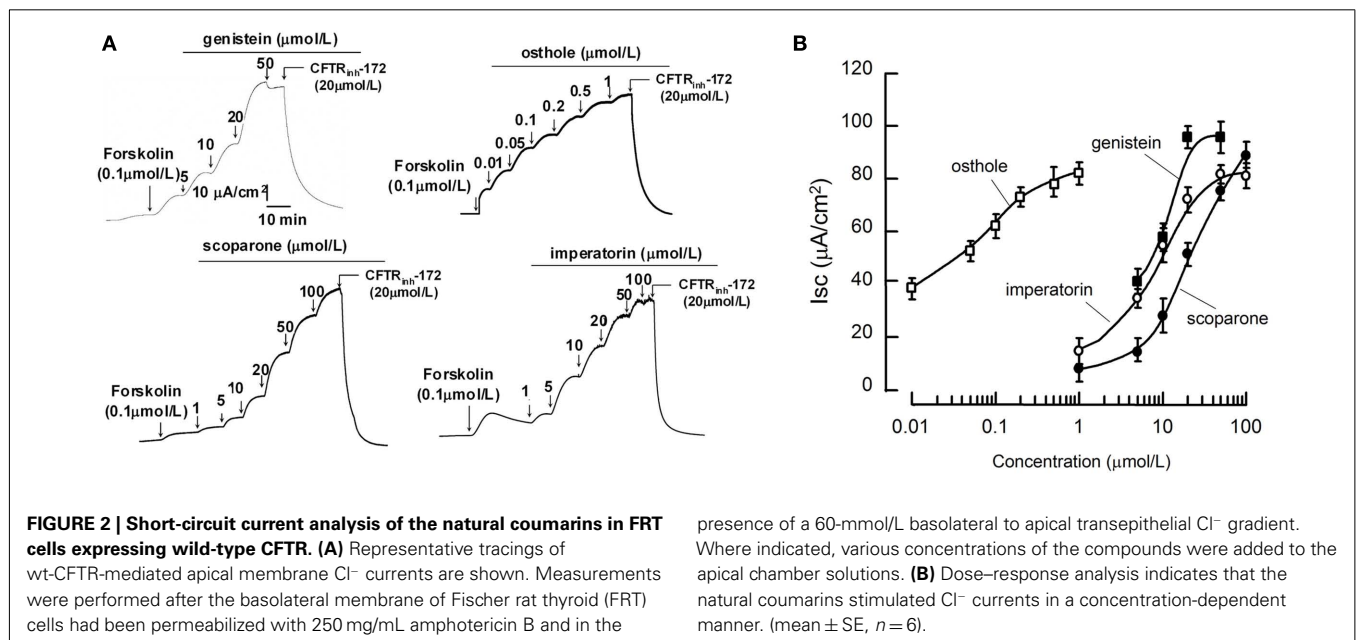 A
genistein (μmol/L)
50
CFTRinh-172
(20μmol/L)
20
10
Forskolin
(0.1μmol/L)
5
10 μA/cm²
10 min
osthole (μmol/L)
1
CFTRinh-172
(20μmol/L)
0.5
0.2
0.1
0.05
0.01
Forskolin
(0.1μmol/L)
scoparone (μmol/L)
CFTRinh-172
(20μmol/L)
100
50
20
10
5
1
Forskolin
(0.1μmol/L)
imperatorin (μmol/L)
100
CFTRinh-172
(20μmol/L)
50
20
10
5
1
Forskolin
(0.1μmol/L)
B
120
100
80
60
40
20
0
Isc (μA/cm²)
osthole
genistein
imperatorin
scoparone
0.01 0.1 1 10 100
Concentration (μmol/L)
FIGURE 2 | Short-circuit current analysis of the natural coumarins in FRT
cells expressing wild-type CFTR. (A) Representative tracings of
wt-CFTR-mediated apical membrane Cl⁻ currents are shown. Measurements
were performed after the basolateral membrane of Fischer rat thyroid (FRT)
cells had been permeabilized with 250 mg/mL amphotericin B and in the
presence of a 60-mmol/L basolateral to apical transepithelial Cl⁻ gradient.
Where indicated, various concentrations of the compounds were added to the
apical chamber solutions. (B) Dose–response analysis indicates that the
natural coumarins stimulated Cl⁻ currents in a concentration-dependent
manner. (mean ± SE, n = 6).